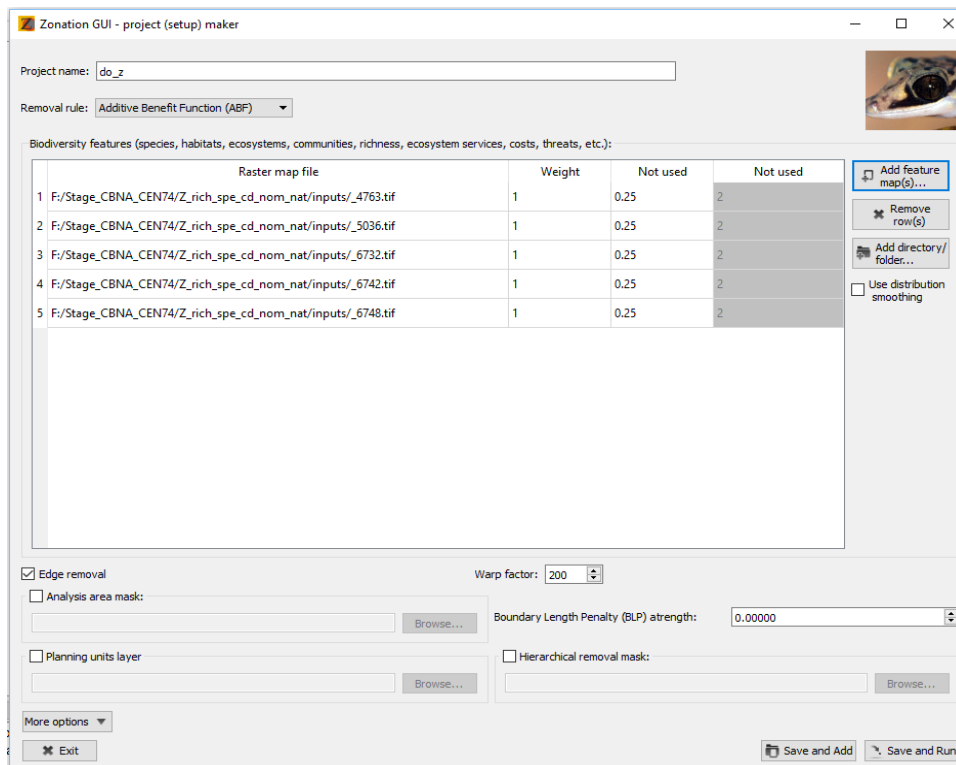 Zonation GUI - project (setup) maker
Project name: do_z
Removal rule: Additive Benefit Function (ABF)
Biodiversity features (species, habitats, ecosystems, communities, richness, ecosystem services, costs, threats, etc.):
Raster map file Weight Not used Not used
1 F:/Stage_CBNA_CEN74/Z_rich_spe_cd_nom_nat/inputs/_4763.tif 1 0.25 2
2 F:/Stage_CBNA_CEN74/Z_rich_spe_cd_nom_nat/inputs/_5036.tif 1 0.25 2
3 F:/Stage_CBNA_CEN74/Z_rich_spe_cd_nom_nat/inputs/_6732.tif 1 0.25 2
4 F:/Stage_CBNA_CEN74/Z_rich_spe_cd_nom_nat/inputs/_6742.tif 1 0.25 2
5 F:/Stage_CBNA_CEN74/Z_rich_spe_cd_nom_nat/inputs/_6748.tif 1 0.25 2
Add feature
map(s)...
Remove
row(s)
Add directory/
folder...
Use distribution
smoothing
Edge removal Warp factor: 200
Analysis area mask:
Browse...
Boundary Length Penalty (BLP) atrength: 0.00000
Planning units layer Hierarchical removal mask:
Browse... Browse...
More options
Exit Save and Add Save and Run